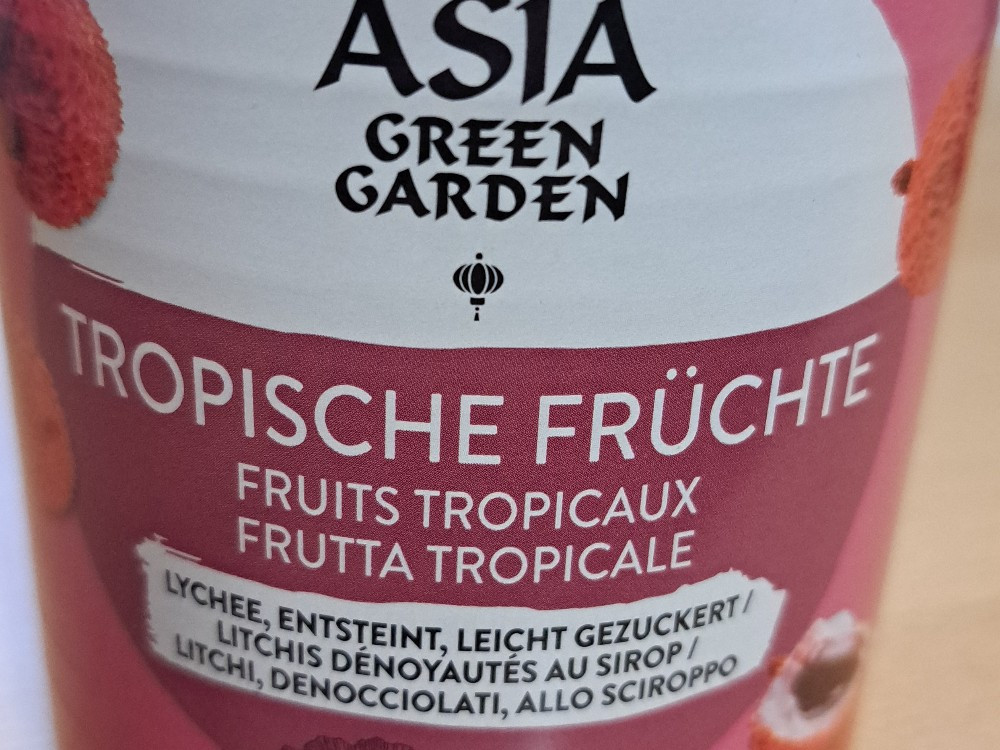 ASIA
GREEN
GARDEN
TROPISCHE FRÜCHTE
FRUITS TROPICAUX
FRUTTA TROPICALE
LYCHEE, ENTSTEINT, LEICHT GEZUCKERT /
LITCHIS DÉNOYAUTÉS AU SIROP /
LITCHI, DENOCCIOLATI, ALLO SCIROPPO